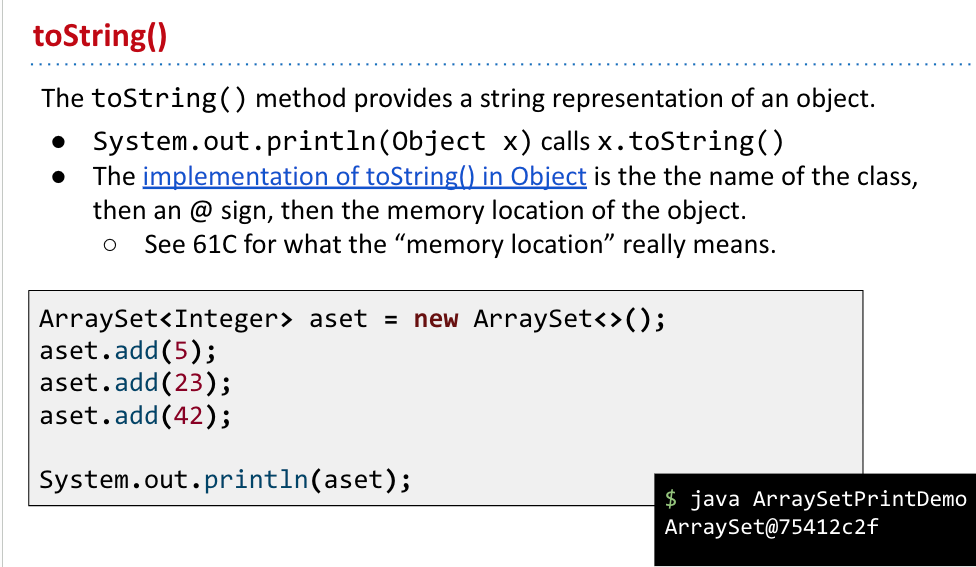 toString()
The toString() method provides a string representation of an object.
● System.out.println(Object x) calls x.toString()
● The implementation of toString() in Object is the the name of the class,
then an @ sign, then the memory location of the object.
○ See 61C for what the “memory location” really means.
ArraySet<Integer> aset = new ArraySet<>();
aset.add(5);
aset.add(23);
aset.add(42);
System.out.println(aset);
$ java ArraySetPrintDemo
ArraySet@75412c2f